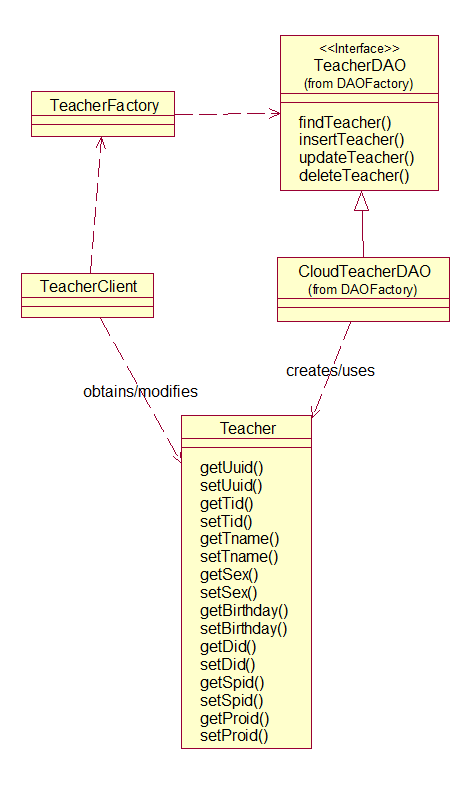 <<Interface>>
TeacherDAO
(from DAOFactory)
findTeacher()
insertTeacher()
updateTeacher()
deleteTeacher()
TeacherFactory
TeacherClient
CloudTeacherDAO
(from DAOFactory)
creates/uses
obtains/modifies
Teacher
getUuid()
setUuid()
getTid()
setTid()
getTname()
setTname()
getSex()
setSex()
getBirthday()
setBirthday()
getDid()
setDid()
getSpid()
setSpid()
getProid()
setProid()